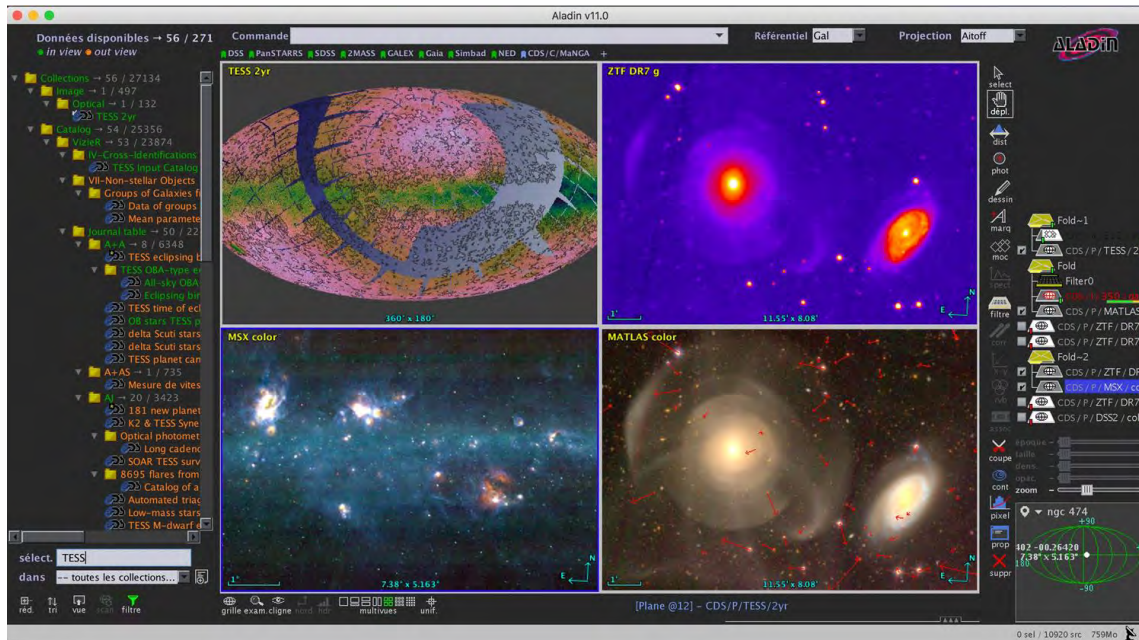 Aladin v11.0
Données disponibles → 56 / 271
in view out view
Commande
Référentiel Gal
Projection Aitoff
ALADIN
DSS PanSTARRS SDSS 2MASS GALEX Gaia Simbad NED CDS/C/MaNGA +
Collections → 56 / 27134
Image → 1 / 497
Optical → 1 / 132
TESS 2yr
Catalog → 54 / 25356
VizieR → 53 / 23874
IV-Cross-Identifications
TESS Input Catalog
VII-Non-stellar Objects
Groups of Galaxies f
Data of groups
Mean paramete
Journal table → 50 / 22
A+A → 8 / 6348
TESS eclipsing b
TESS OBA-type e
All-sky OBA
Eclipsing bin
TESS time of ecl
OB stars TESS p
delta Scuti stars
delta Scuti stars
TESS planet can
A+AS → 1 / 735
Mesure de vites
AJ → 20 / 3423
181 new planet
K2 & TESS Syne
Optical photomet
Long cadenc
SOAR TESS surv
8695 flares from
Catalog of a
Automated triag
Low-mass stars
TESS M-dwarf
sélect. TESS
dans -- toutes les collections...
réd. tri vue scan filtre
TESS 2yr
360° x 180°
ZTF DR7 g
1'
11.55' x 8.08'
N
E
MSX color
1°
7.38° x 5.163°
N
E
MATLAS color
1'
11.55' x 8.08'
N
E
grille exam. cligne nord hdr multivues unif.
[Plane @12] - CDS/P/TESS/2yr
select
dépl.
dist
phot
dessin
marq
moc
spect
filtre
corr
rvb
assoc
coupe
cont
pixel
prop
suppr
Fold~1
CDS/P/TESS/2
Fold
Filter0
CDS/P/MATLAS
CDS/P/ZTF/DR7
CDS/P/ZTF/DR7
Fold~2
CDS/P/ZTF/DR
CDS/P/MSX/co
CDS/P/ZTF/DR7
CDS/P/DSS2/col
époque
taille
dens.
opac.
zoom
ngc 474
+90
402 -00.26420
7.38° x 5.163°
180
-90
0 sel / 10920 src 759Mo